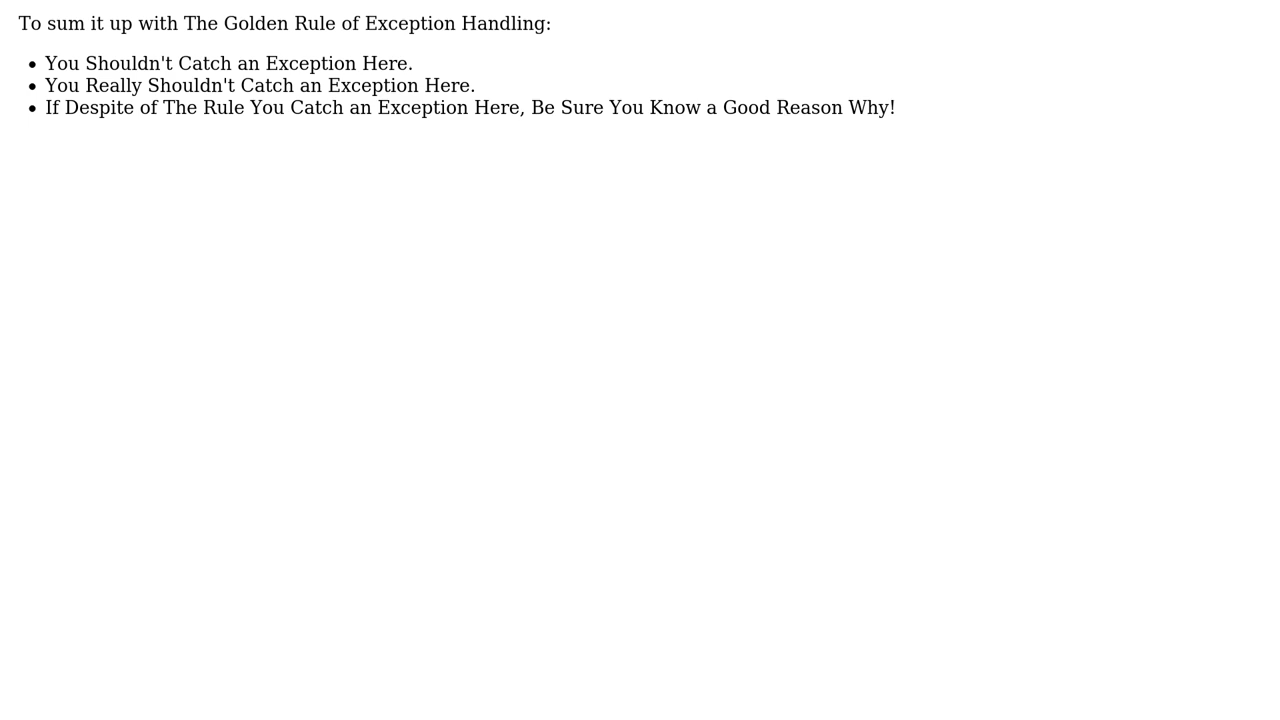 To sum it up with The Golden Rule of Exception Handling:
• You Shouldn't Catch an Exception Here.
• You Really Shouldn't Catch an Exception Here.
• If Despite of The Rule You Catch an Exception Here, Be Sure You Know a Good Reason Why!